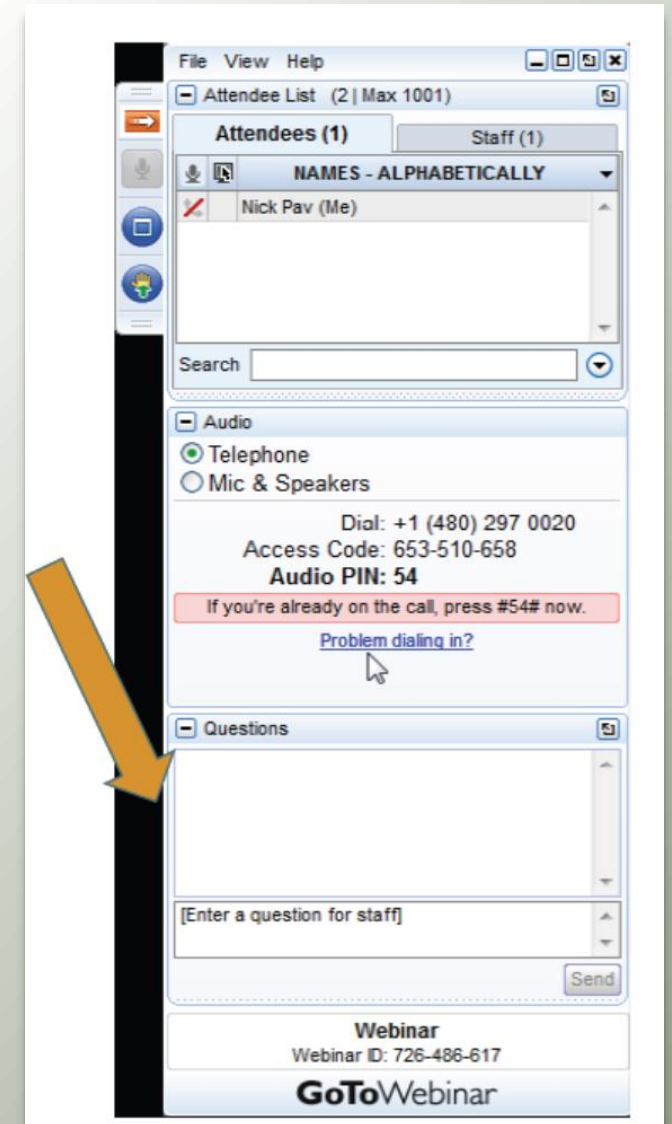 File View Help
Attendee List (2 | Max 1001)
Attendees (1) Staff (1)
NAMES - ALPHABETICALLY
Nick Pav (Me)
Search
Audio
Telephone
Mic & Speakers
Dial: +1 (480) 297 0020
Access Code: 653-510-658
Audio PIN: 54
If you're already on the call, press #54# now.
Problem dialing in?
Questions
[Enter a question for staff]
Send
Webinar
Webinar ID: 726-486-617
GoToWebinar